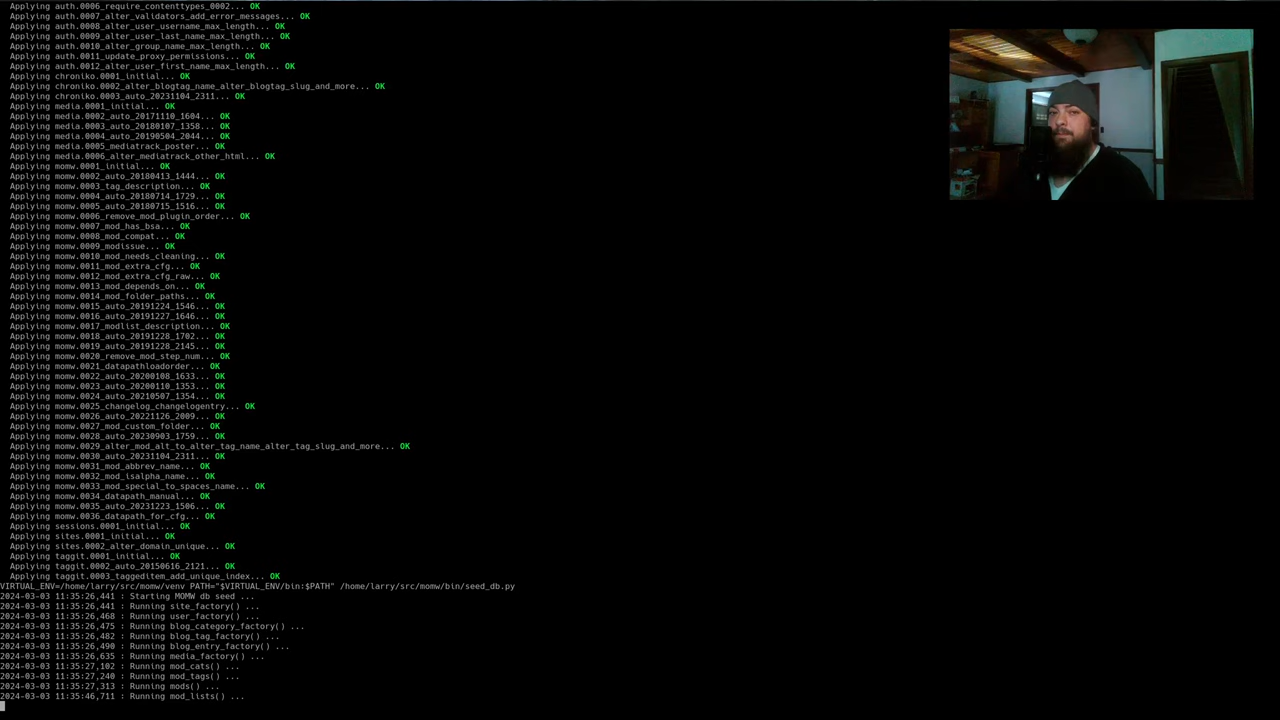 Applying auth.0006_require_contenttypes_0002... OK
Applying auth.0007_alter_validators_add_error_messages... OK
Applying auth.0008_alter_user_username_max_length... OK
Applying auth.0009_alter_user_last_name_max_length... OK
Applying auth.0010_alter_group_name_max_length... OK
Applying auth.0011_update_proxy_permissions... OK
Applying auth.0012_alter_user_first_name_max_length... OK
Applying chroniko.0001_initial... OK
Applying chroniko.0002_alter_blogtag_name_alter_blogtag_slug_and_more... OK
Applying chroniko.0003_auto_20231104_2311... OK
Applying media.0001_initial... OK
Applying media.0002_auto_20171110_1604... OK
Applying media.0003_auto_20180107_1358... OK
Applying media.0004_auto_20190504_2044... OK
Applying media.0005_mediatrack_poster... OK
Applying media.0006_alter_mediatrack_other_html... OK
Applying momw.0001_initial... OK
Applying momw.0002_auto_20180413_1444... OK
Applying momw.0003_tag_description... OK
Applying momw.0004_auto_20180714_1729... OK
Applying momw.0005_auto_20180715_1516... OK
Applying momw.0006_remove_mod_plugin_order... OK
Applying momw.0007_mod_has_bsa... OK
Applying momw.0008_mod_compat... OK
Applying momw.0009_modissue... OK
Applying momw.0010_mod_needs_cleaning... OK
Applying momw.0011_mod_extra_cfg... OK
Applying momw.0012_mod_extra_cfg_raw... OK
Applying momw.0013_mod_depends_on... OK
Applying momw.0014_mod_folder_paths... OK
Applying momw.0015_auto_20191224_1546... OK
Applying momw.0016_auto_20191227_1646... OK
Applying momw.0017_modlist_description... OK
Applying momw.0018_auto_20191228_1702... OK
Applying momw.0019_auto_20191228_2145... OK
Applying momw.0020_remove_mod_step_num... OK
Applying momw.0021_datapathloadorder... OK
Applying momw.0022_auto_20200108_1633... OK
Applying momw.0023_auto_20200110_1353... OK
Applying momw.0024_auto_20210507_1354... OK
Applying momw.0025_changelog_changelogentry... OK
Applying momw.0026_auto_20221126_2009... OK
Applying momw.0027_mod_custom_folder... OK
Applying momw.0028_auto_20230903_1759... OK
Applying momw.0029_alter_mod_alt_to_alter_tag_name_alter_tag_slug_and_more... OK
Applying momw.0030_auto_20231104_2311... OK
Applying momw.0031_mod_abbrev_name... OK
Applying momw.0032_mod_isalpha_name... OK
Applying momw.0033_mod_special_to_spaces_name... OK
Applying momw.0034_datapath_manual... OK
Applying momw.0035_auto_20231223_1506... OK
Applying momw.0036_datapath_for_cfg... OK
Applying sessions.0001_initial... OK
Applying sites.0001_initial... OK
Applying sites.0002_alter_domain_unique... OK
Applying taggit.0001_initial... OK
Applying taggit.0002_auto_20150616_2121... OK
Applying taggit.0003_taggeditem_add_unique_index... OK
VIRTUAL_ENV=/home/larry/src/momw/venv PATH="$VIRTUAL_ENV/bin:$PATH" /home/larry/src/momw/bin/seed_db.py
2024-03-03 11:35:26,441 : Starting MOMW db seed ...
2024-03-03 11:35:26,441 : Running site_factory() ...
2024-03-03 11:35:26,468 : Running user_factory() ...
2024-03-03 11:35:26,475 : Running blog_category_factory() ...
2024-03-03 11:35:26,482 : Running blog_tag_factory() ...
2024-03-03 11:35:26,490 : Running blog_entry_factory() ...
2024-03-03 11:35:26,635 : Running media_factory() ...
2024-03-03 11:35:27,102 : Running mod_cats() ...
2024-03-03 11:35:27,240 : Running mod_tags() ...
2024-03-03 11:35:27,313 : Running mods() ...
2024-03-03 11:35:46,711 : Running mod_lists() ...